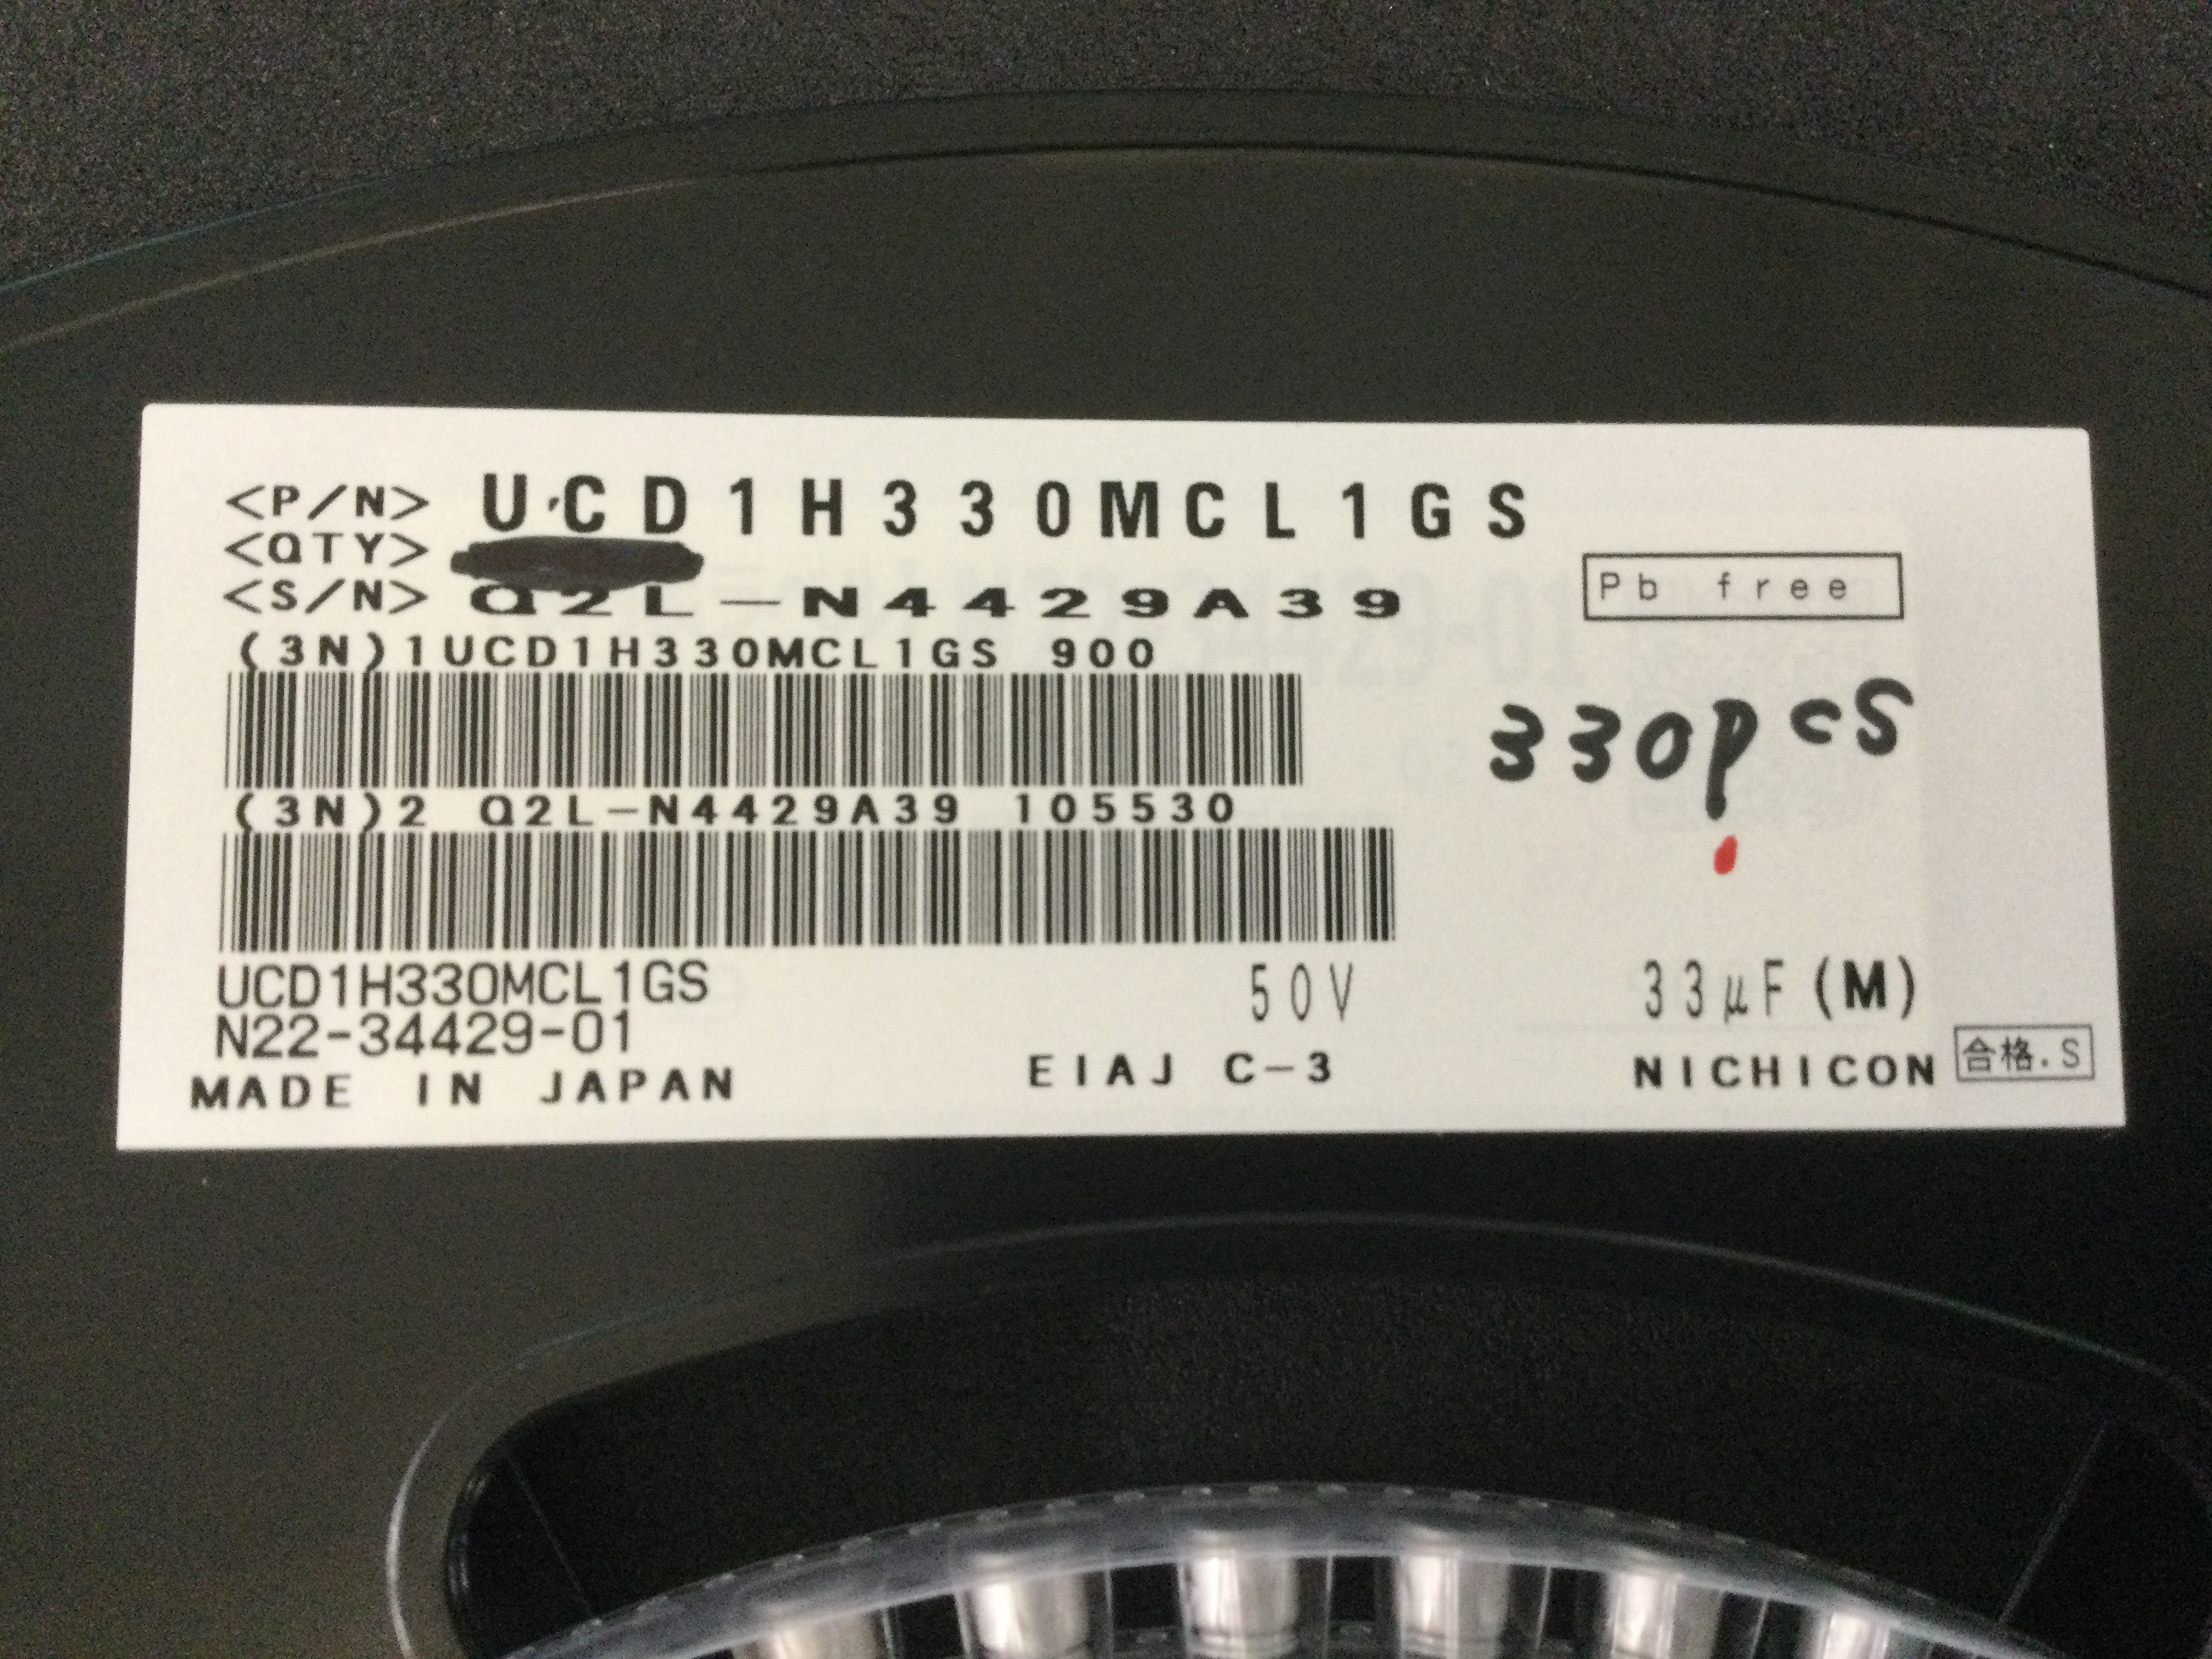 <P/N> UCD1H330MCL1GS
<QTY>
<S/N> Q2L-N4429A39
Pb free
(3N)1UCD1H330MCL1GS 900
330pcs
(3N)2 Q2L-N4429A39 105530
UCD1H330MCL1GS 50V 33μF(M)
N22-34429-01
MADE IN JAPAN EIAJ C-3 NICHICON 合格.S